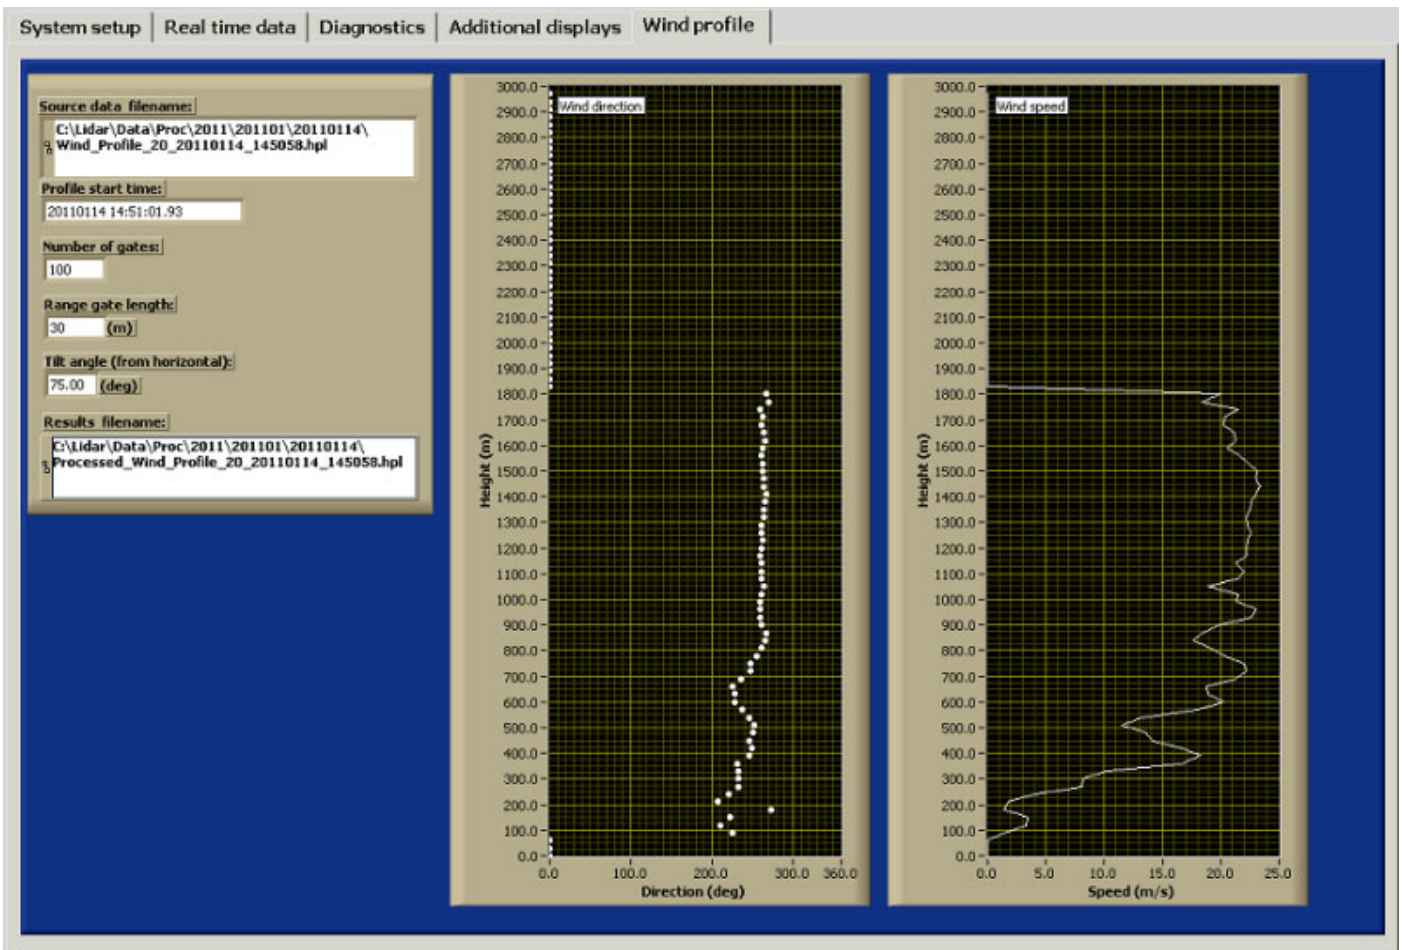 System setup
Real time data
Diagnostics
Additional displays
Wind profile
Source data filename:
C:\Lidar\Data\Proc\2011\201101\20110114\
Wind_Profile_20_20110114_145058.hpl
Profile start time:
20110114 14:51:01.93
Number of gates:
100
Range gate length:
30 (m)
Tilt angle (from horizontal):
75.00 (deg)
Results filename:
C:\Lidar\Data\Proc\2011\201101\20110114\
Processed_Wind_Profile_20_20110114_145058.hpl
Wind direction
Height (m)
3000.0
2900.0
2800.0
2700.0
2600.0
2500.0
2400.0
2300.0
2200.0
2100.0
2000.0
1900.0
1800.0
1700.0
1600.0
1500.0
1400.0
1300.0
1200.0
1100.0
1000.0
900.0
800.0
700.0
600.0
500.0
400.0
300.0
200.0
100.0
0.0
0.0 100.0 200.0 300.0 360.0
Direction (deg)
Wind speed
Height (m)
3000.0
2900.0
2800.0
2700.0
2600.0
2500.0
2400.0
2300.0
2200.0
2100.0
2000.0
1900.0
1800.0
1700.0
1600.0
1500.0
1400.0
1300.0
1200.0
1100.0
1000.0
900.0
800.0
700.0
600.0
500.0
400.0
300.0
200.0
100.0
0.0
0.0 5.0 10.0 15.0 20.0 25.0
Speed (m/s)